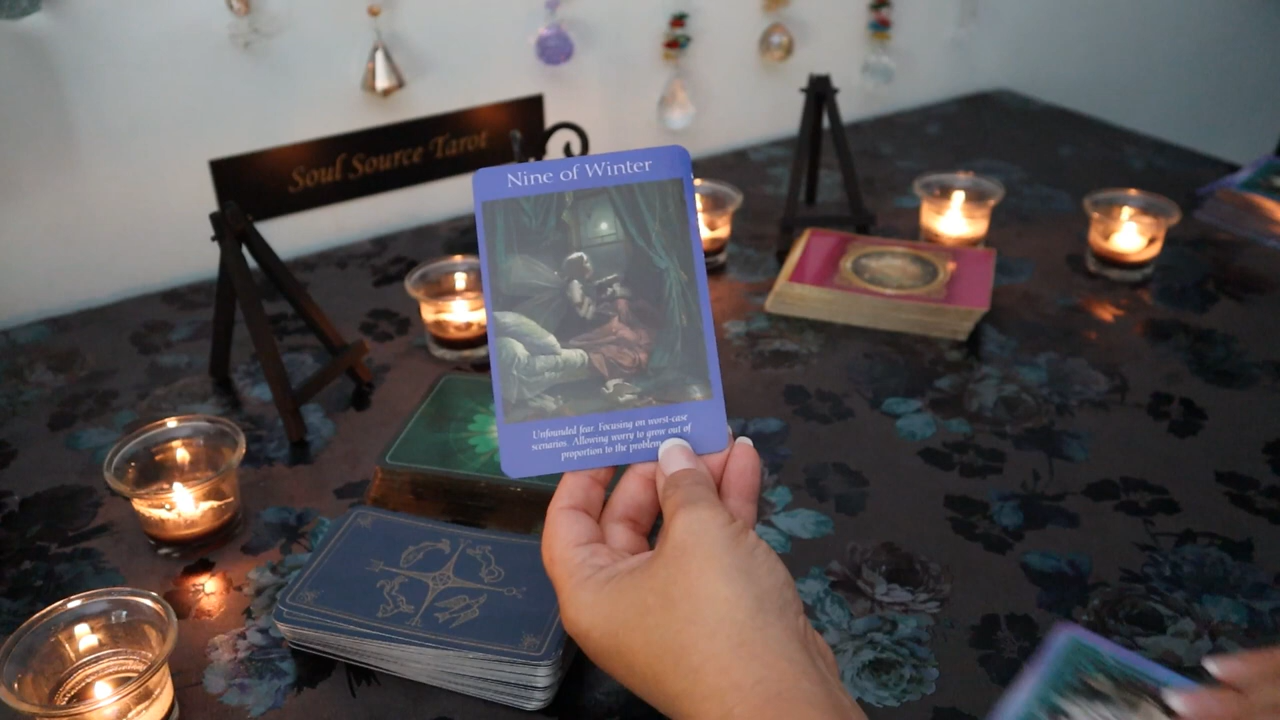 Soul Source Tarot
Nine of Winter
Unfounded fear. Focusing on worst-case
scenarios. Allowing worry to grow out of
proportion to the problem